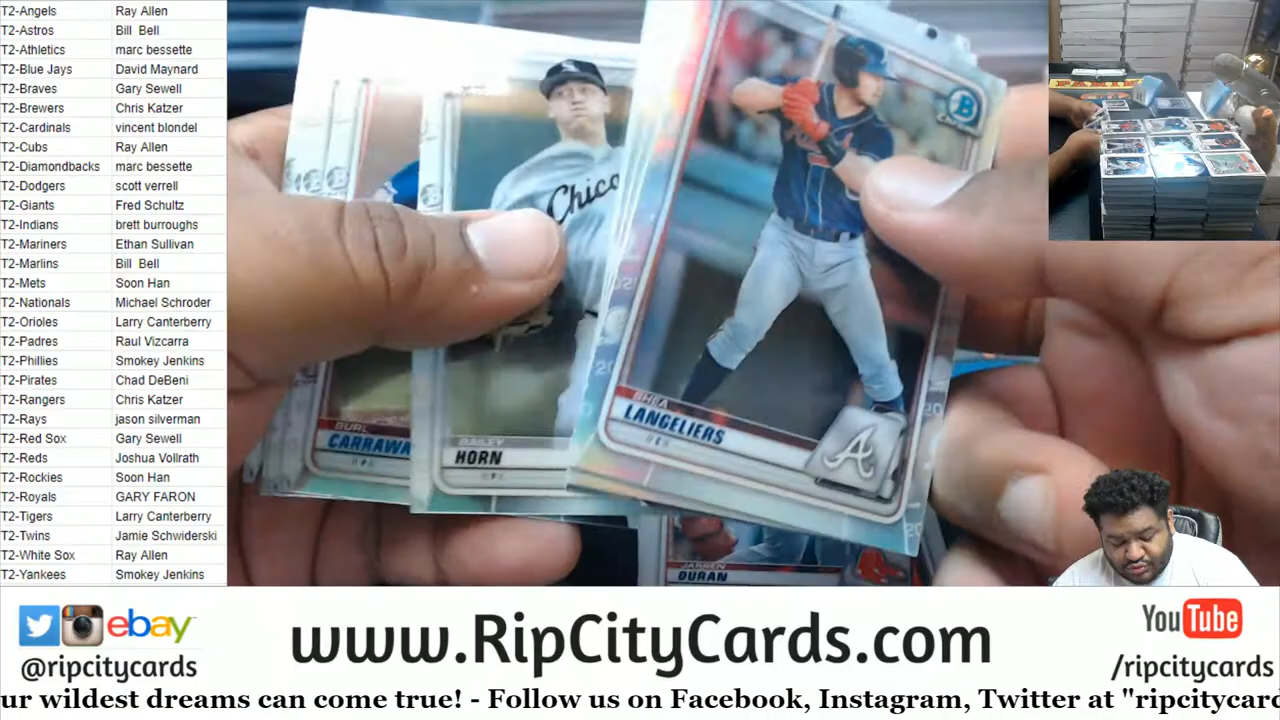 T2-Angels Ray Allen
T2-Astros Bill Bell
T2-Athletics marc bessette
T2-Blue Jays David Maynard
T2-Braves Gary Sewell
T2-Brewers Chris Katzer
T2-Cardinals vincent blondel
T2-Cubs Ray Allen
T2-Diamondbacks marc bessette
T2-Dodgers scott verrell
T2-Giants Fred Schultz
T2-Indians brett burroughs
T2-Mariners Ethan Sullivan
T2-Marlins Bill Bell
T2-Mets Soon Han
T2-Nationals Michael Schroder
T2-Orioles Larry Canterberry
T2-Padres Raul Vizcarra
T2-Phillies Smokey Jenkins
T2-Pirates Chad DeBeni
T2-Rangers Chris Katzer
T2-Rays jason silverman
T2-Red Sox Gary Sewell
T2-Reds Joshua Vollrath
T2-Rockies Soon Han
T2-Royals GARY FARON
T2-Tigers Larry Canterberry
T2-Twins Jamie Schwiderski
T2-White Sox Ray Allen
T2-Yankees Smokey Jenkins
B
Chico
A
SHEA
LANGELIERS
BAILEY
HORN
BURL
CARRAWA
JARREN
DURAN
ebay
@ripcitycards
www.RipCityCards.com
YouTube
/ripcitycards
ur wildest dreams can come true! - Follow us on Facebook, Instagram, Twitter at "ripcitycard